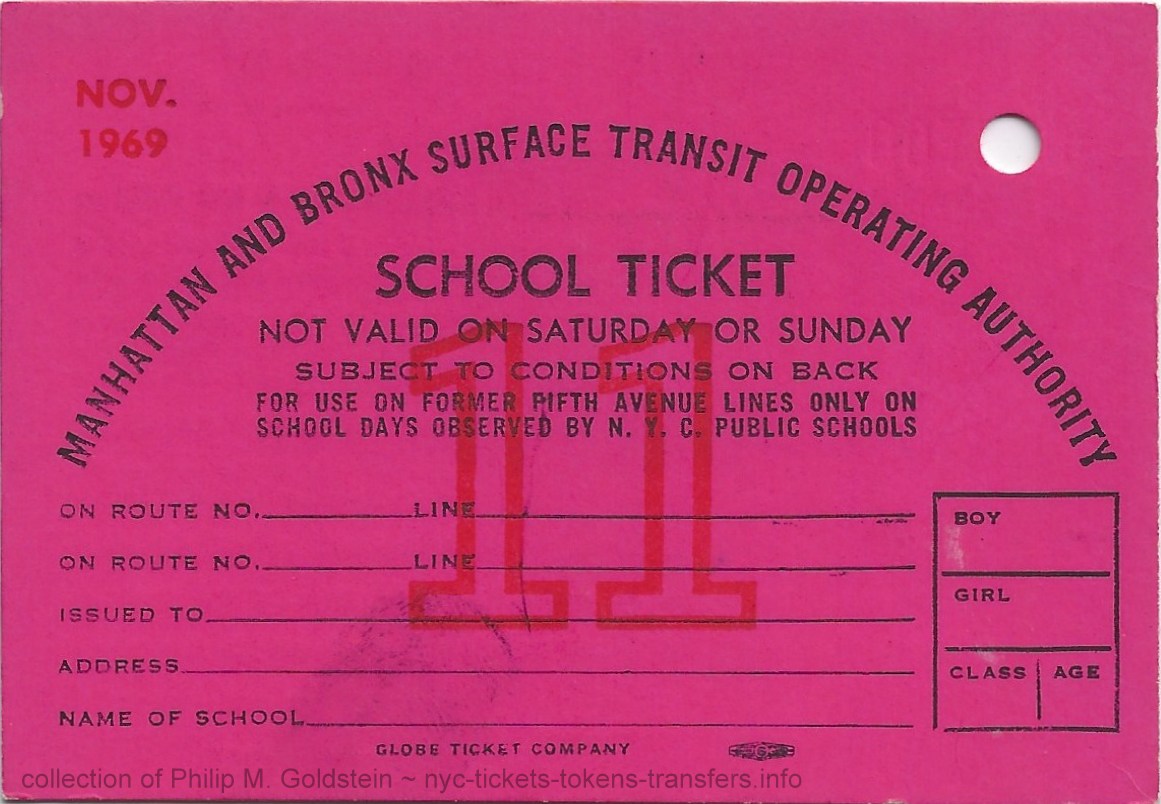 NOV.
1969
MANHATTAN AND BRONX SURFACE TRANSIT OPERATING AUTHORITY
SCHOOL TICKET
NOT VALID ON SATURDAY OR SUNDAY
SUBJECT TO CONDITIONS ON BACK
FOR USE ON FORMER FIFTH AVENUE LINES ONLY ON
SCHOOL DAYS OBSERVED BY N. Y. C. PUBLIC SCHOOLS
11
ON ROUTE NO. LINE
ON ROUTE NO. LINE
ISSUED TO
ADDRESS
NAME OF SCHOOL
BOY
GIRL
CLASS AGE
GLOBE TICKET COMPANY
collection of Philip M. Goldstein ~ nyc-tickets-tokens-transfers.info